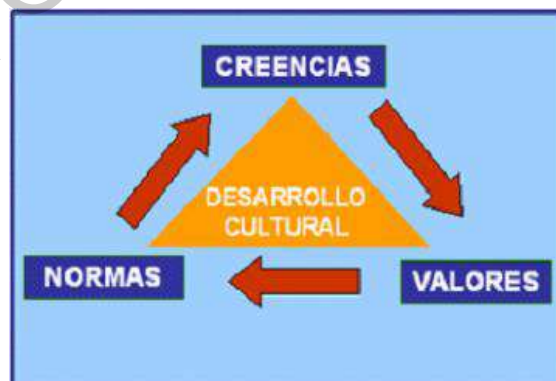 CREENCIAS
DESARROLLO
CULTURAL
NORMAS
VALORES